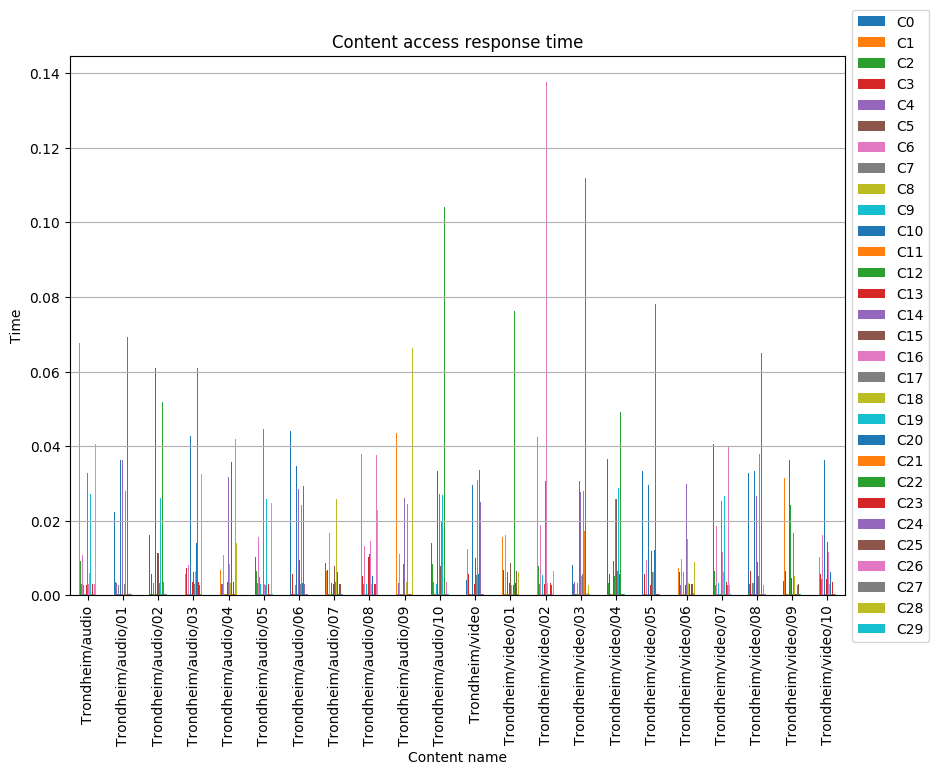 Content access response time
Time
0.14
0.12
0.10
0.08
0.06
0.04
0.02
0.00
Trondheim/audio
Trondheim/audio/01
Trondheim/audio/02
Trondheim/audio/03
Trondheim/audio/04
Trondheim/audio/05
Trondheim/audio/06
Trondheim/audio/07
Trondheim/audio/08
Trondheim/audio/09
Trondheim/audio/10
Trondheim/video
Trondheim/video/01
Trondheim/video/02
Trondheim/video/03
Trondheim/video/04
Trondheim/video/05
Trondheim/video/06
Trondheim/video/07
Trondheim/video/08
Trondheim/video/09
Trondheim/video/10
Content name
C0
C1
C2
C3
C4
C5
C6
C7
C8
C9
C10
C11
C12
C13
C14
C15
C16
C17
C18
C19
C20
C21
C22
C23
C24
C25
C26
C27
C28
C29